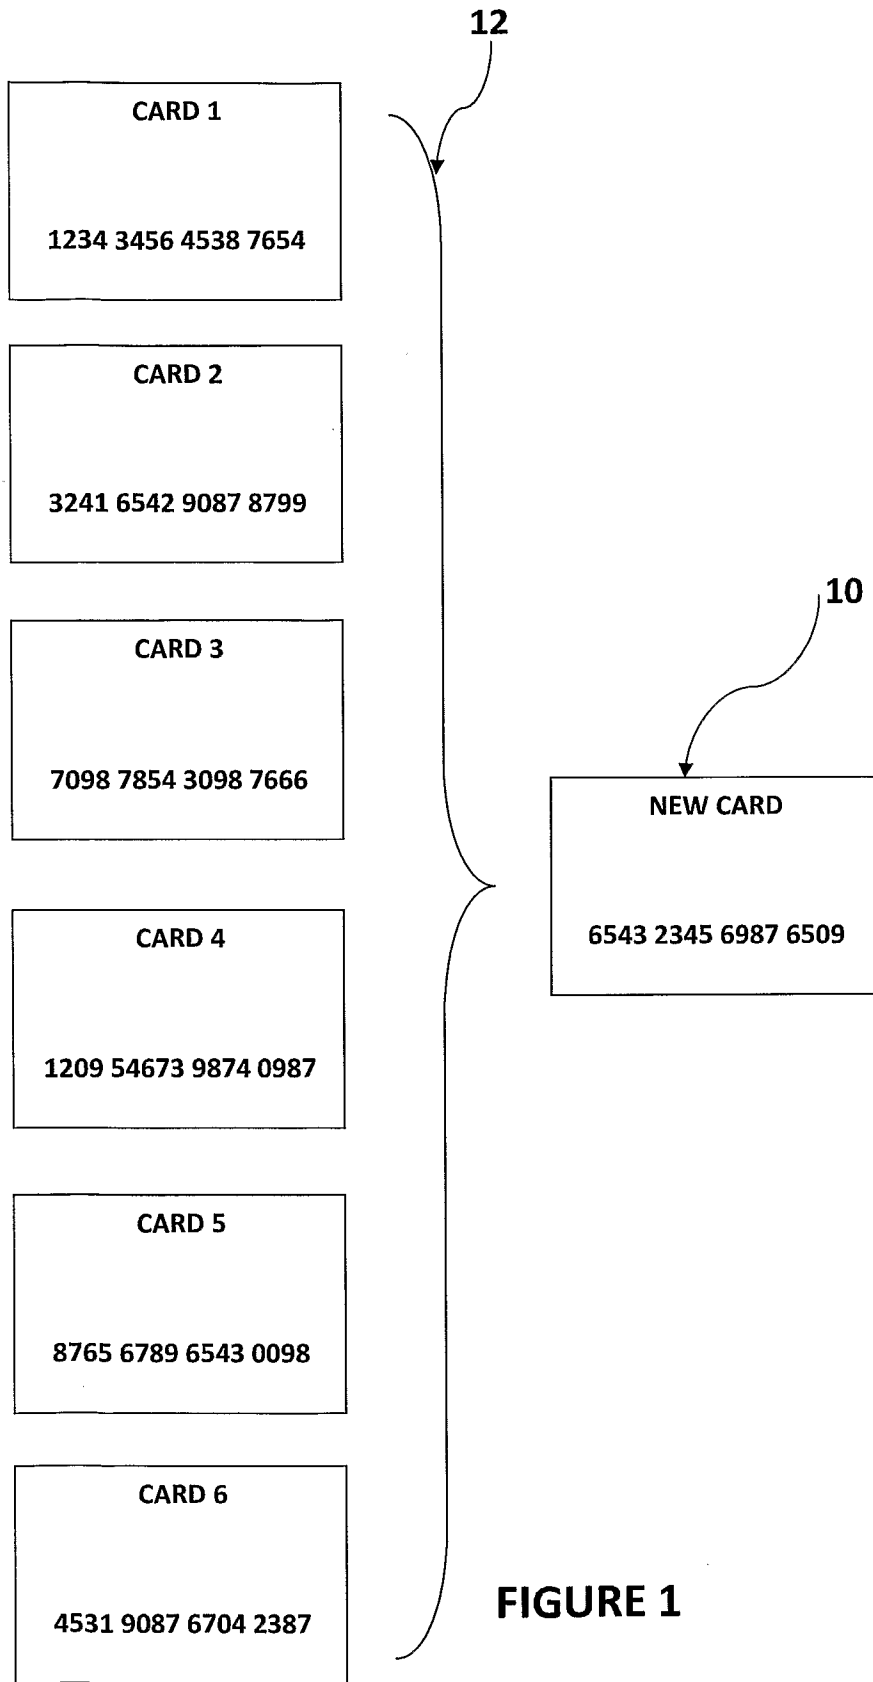 12
CARD 1
1234 3456 4538 7654
CARD 2
3241 6542 9087 8799
CARD 3
7098 7854 3098 7666
10
NEW CARD
6543 2345 6987 6509
CARD 4
1209 54673 9874 0987
CARD 5
8765 6789 6543 0098
CARD 6
4531 9087 6704 2387
FIGURE 1